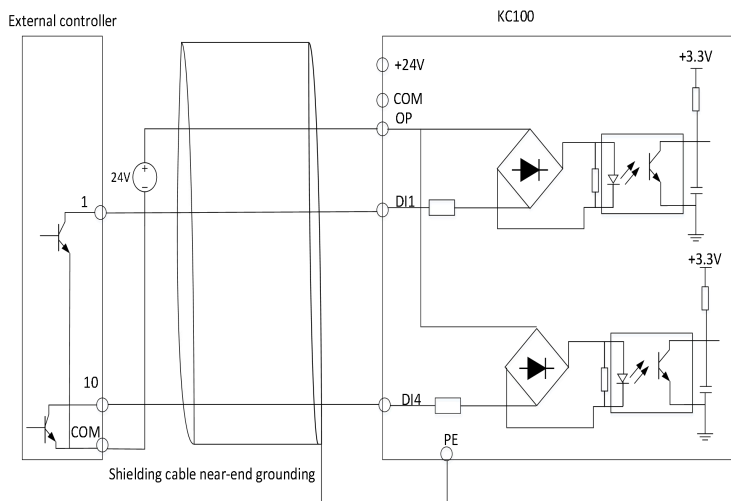 External controller
KC100
+24V
COM
OP
+3.3V
24V
+
−
1
DI1
+3.3V
10
DI4
COM
PE
Shielding cable near-end grounding